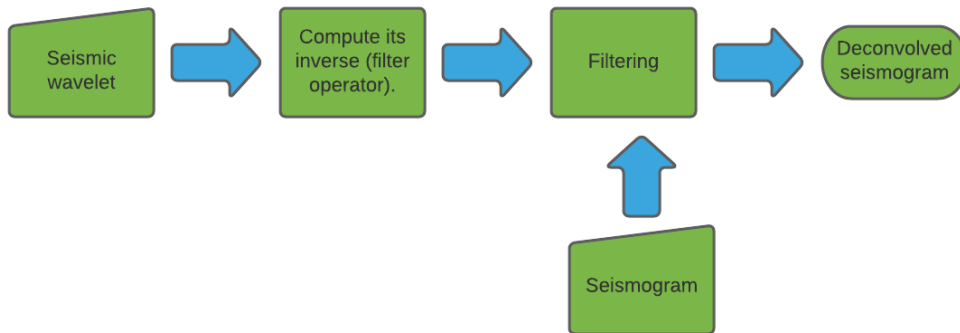 Seismic
wavelet
Compute its
inverse (filter
operator).
Filtering
Deconvolved
seismogram
Seismogram